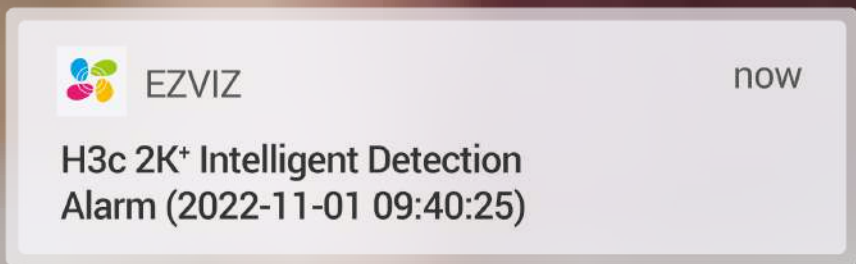 EZVIZ
now
H3c 2K⁺ Intelligent Detection
Alarm (2022-11-01 09:40:25)